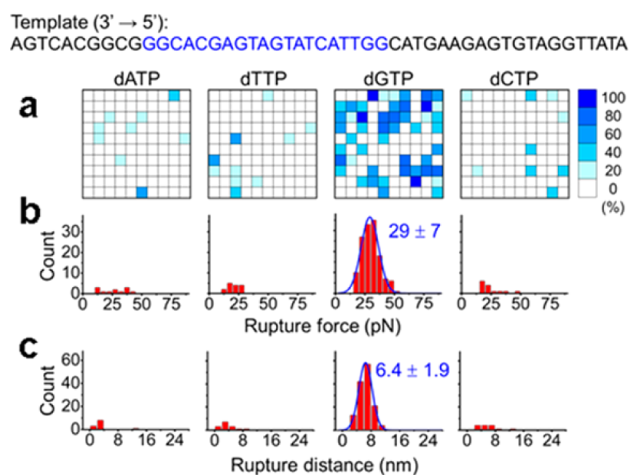 Template (3' → 5'):
AGTCACGGCGGGCACGAGTAGTATCATTGGCATGAAGAGTGTAGGTTATA
dATP dTTP dGTP dCTP
a
100
80
60
40
20
0
(%)
b
Count
30
20
10
0
29 ± 7
0 25 50 75 0 25 50 75 0 25 50 75 0 25 50 75
Rupture force (pN)
c
Count
60
40
20
0
6.4 ± 1.9
0 8 16 24 0 8 16 24 0 8 16 24 0 8 16 24
Rupture distance (nm)